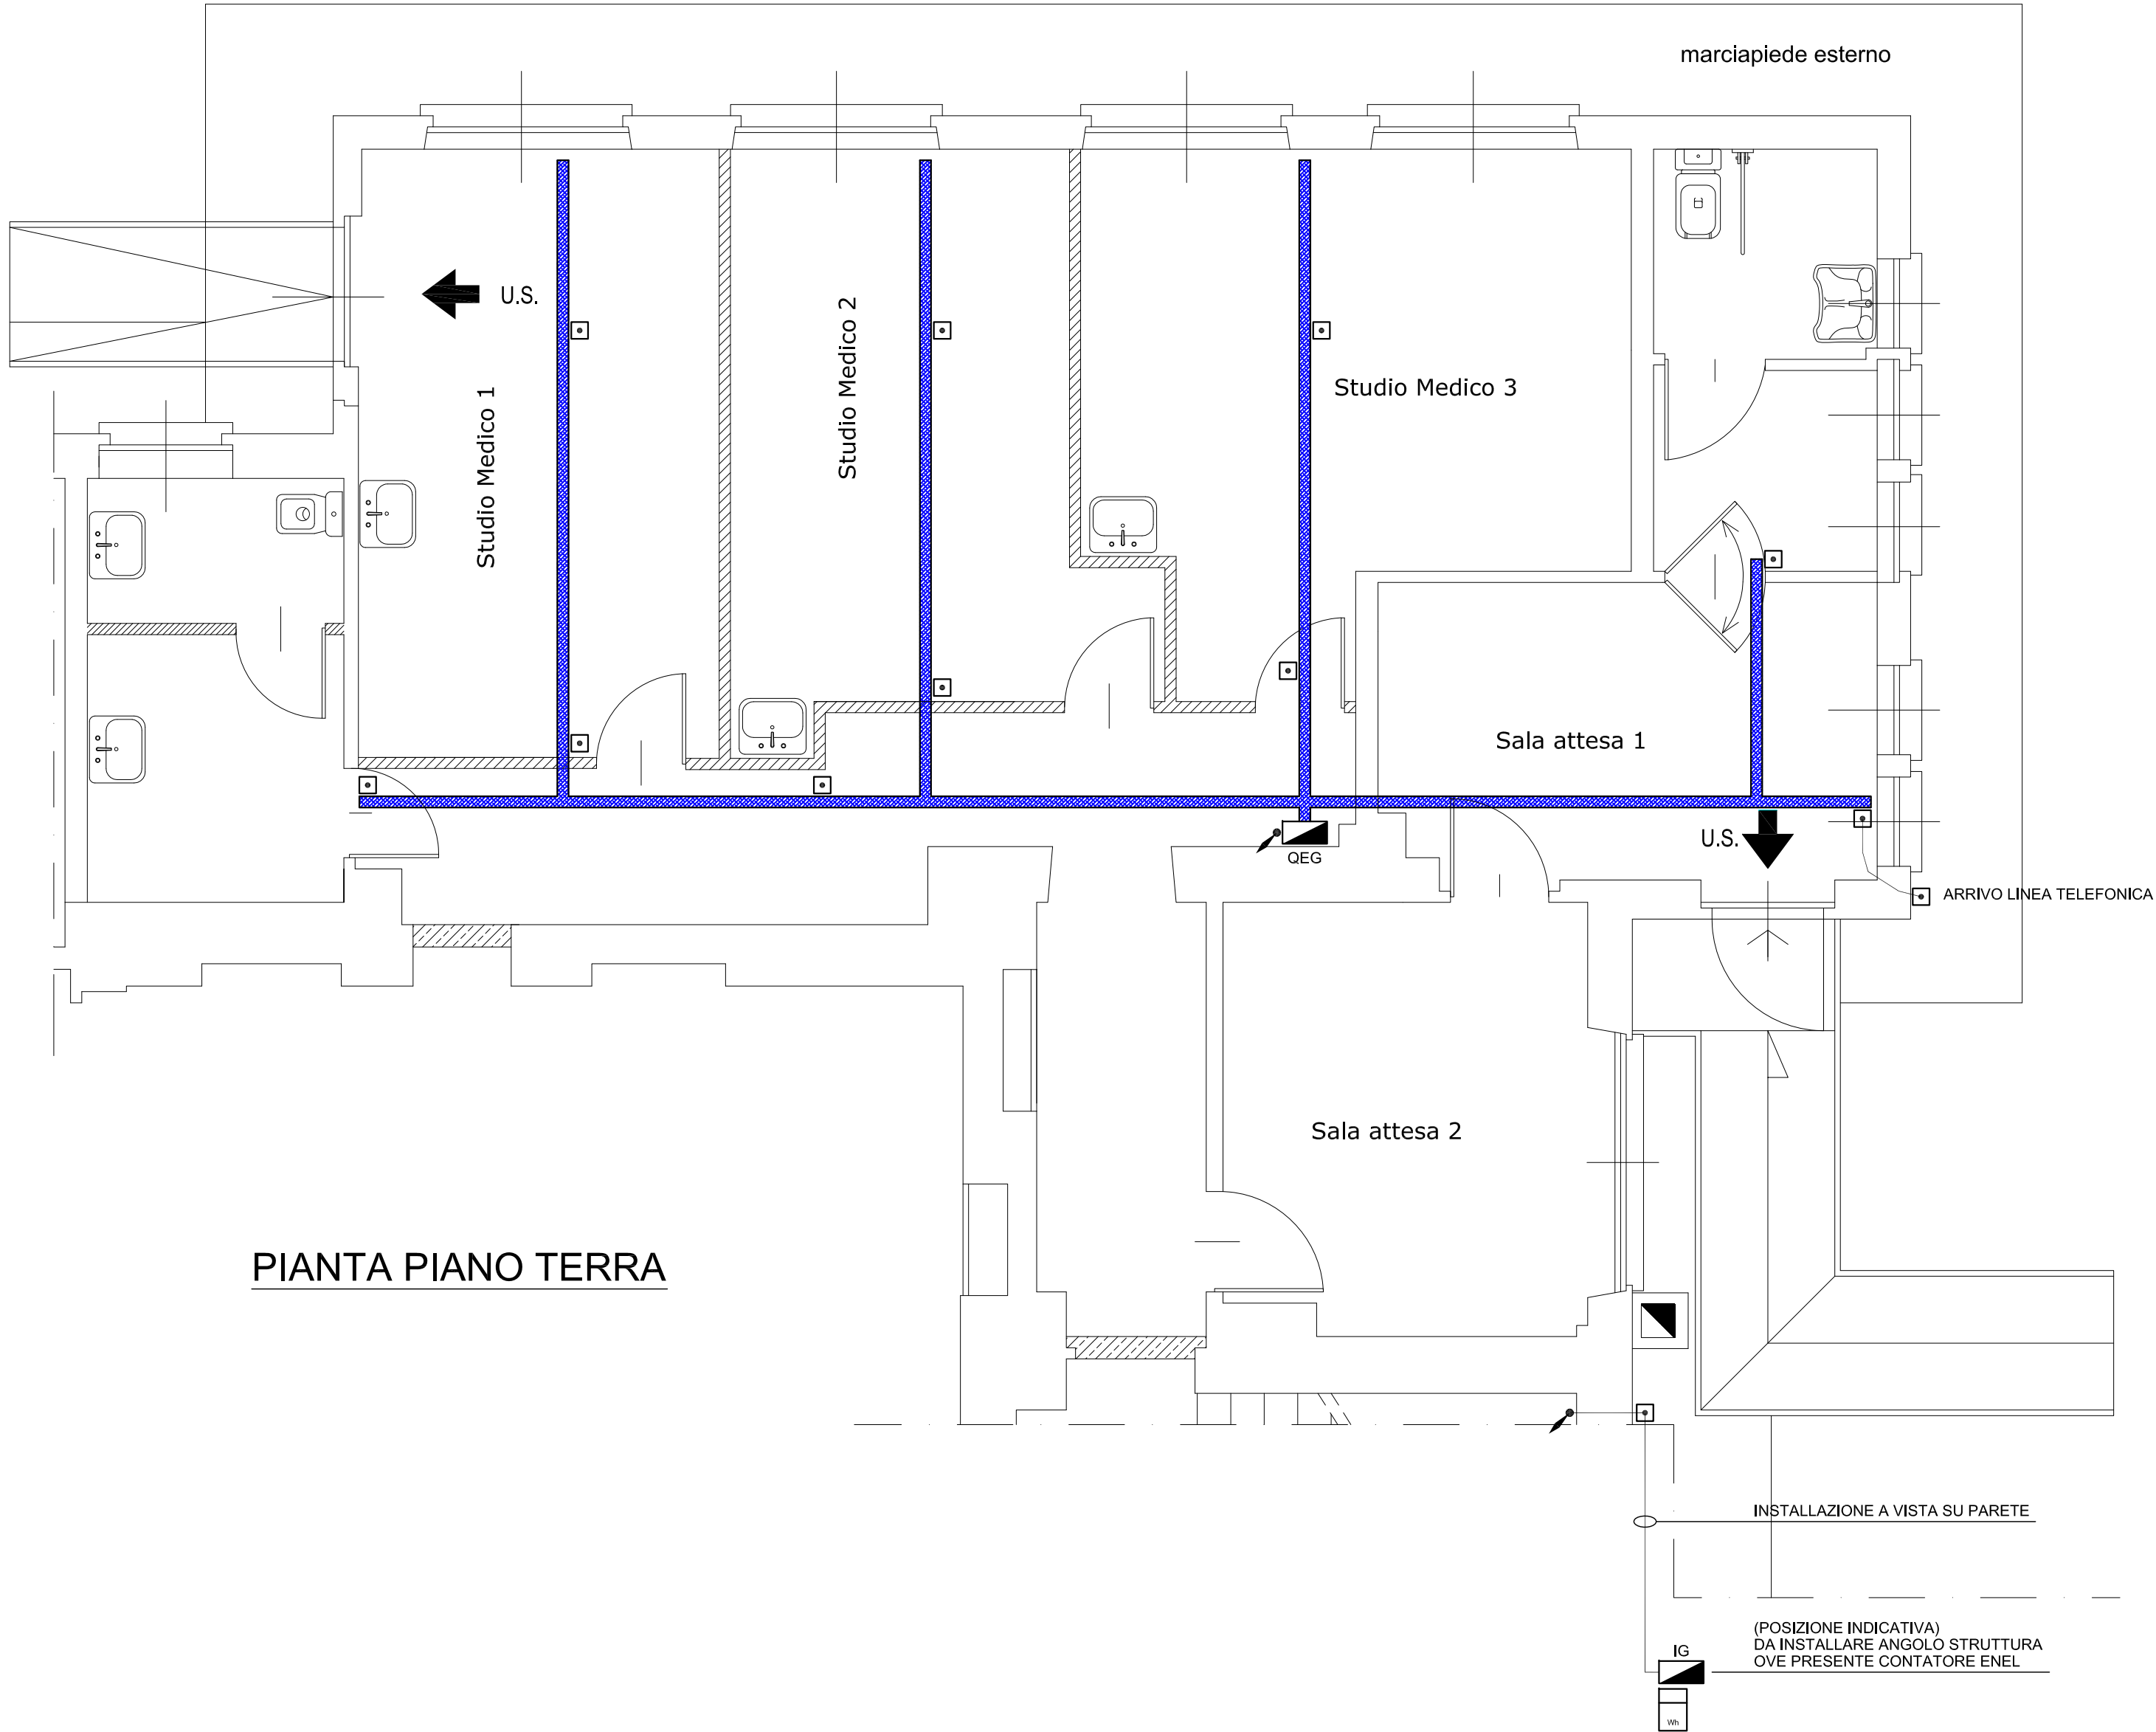 marciapiede esterno
U.S.
Studio Medico 1
Studio Medico 2
Studio Medico 3
Sala attesa 1
U.S.
QEG
ARRIVO LINEA TELEFONICA
Sala attesa 2
PIANTA PIANO TERRA
INSTALLAZIONE A VISTA SU PARETE
(POSIZIONE INDICATIVA)
DA INSTALLARE ANGOLO STRUTTURA
OVE PRESENTE CONTATORE ENEL
IG
Wh